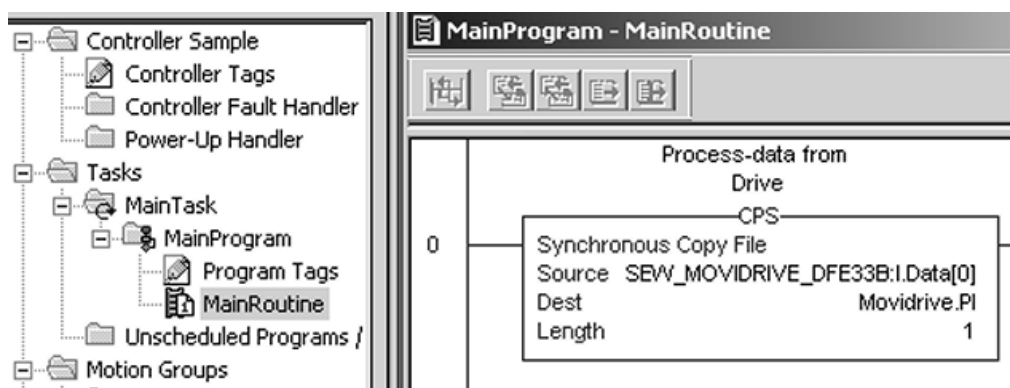 Controller Sample
Controller Tags
Controller Fault Handler
Power-Up Handler
Tasks
MainTask
MainProgram
Program Tags
MainRoutine
Unscheduled Programs /
Motion Groups
MainProgram - MainRoutine
Process-data from
Drive
CPS
0
Synchronous Copy File
Source SEW_MOVIDRIVE_DFE33B:I.Data[0]
Dest Movidrive.PI
Length 1